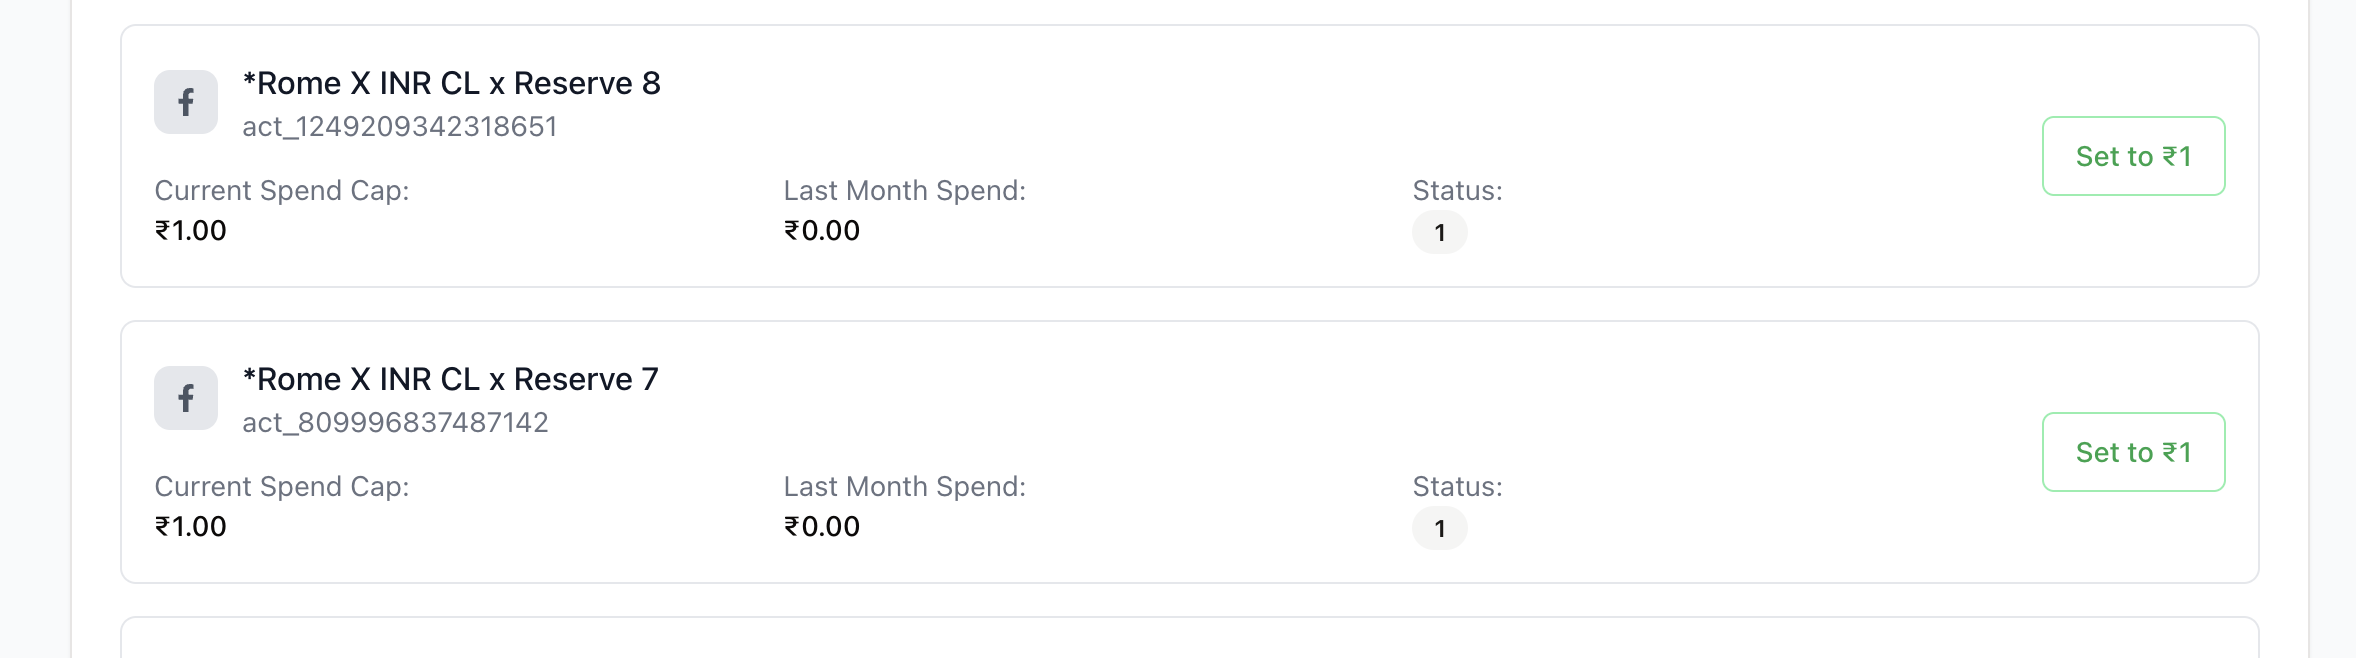 *Rome X INR CL x Reserve 8
act_1249209342318651
Set to ₹1
Current Spend Cap:
₹1.00
Last Month Spend:
₹0.00
Status:
1
*Rome X INR CL x Reserve 7
act_809996837487142
Set to ₹1
Current Spend Cap:
₹1.00
Last Month Spend:
₹0.00
Status:
1